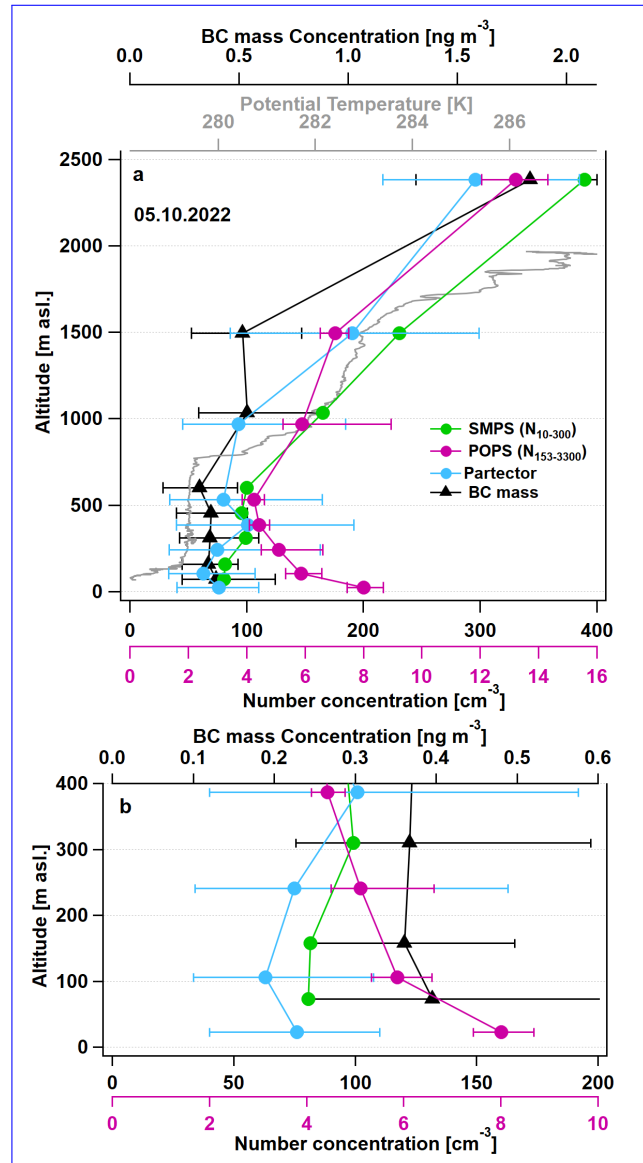 BC mass Concentration [ng m⁻³]
0.0 0.5 1.0 1.5 2.0
Potential Temperature [K]
280 282 284 286
a
05.10.2022
Altitude [m asl.]
2500
2000
1500
1000
500
0
SMPS (N₁₀₋₃₀₀)
POPS (N₁₅₃₋₃₃₀₀)
Partector
BC mass
0 100 200 300 400
0 2 4 6 8 10 12 14 16
Number concentration [cm⁻³]
BC mass Concentration [ng m⁻³]
0.0 0.1 0.2 0.3 0.4 0.5 0.6
b
Altitude [m asl.]
400
300
200
100
0
50 100 150 200
0 2 4 6 8 10
Number concentration [cm⁻³]